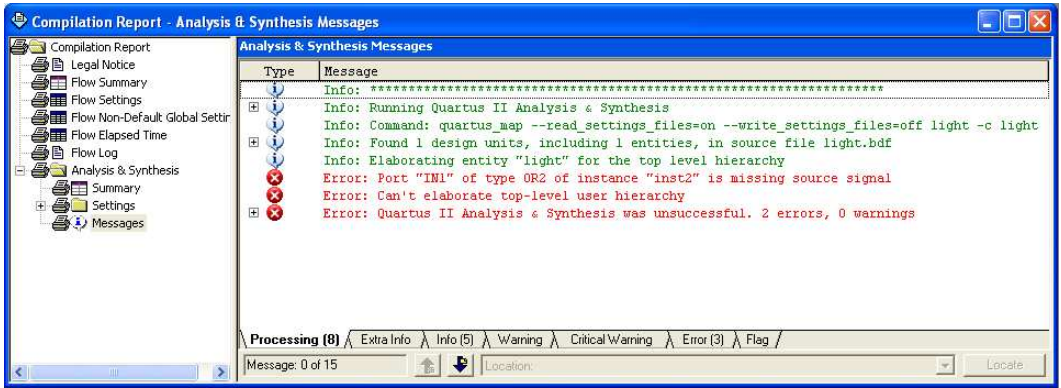 Compilation Report - Analysis & Synthesis Messages
Compilation Report
Legal Notice
Flow Summary
Flow Settings
Flow Non-Default Global Settir
Flow Elapsed Time
Flow Log
Analysis & Synthesis
Summary
Settings
Messages
Analysis & Synthesis Messages
Type Message
Info: *******************************************************************
Info: Running Quartus II Analysis & Synthesis
Info: Command: quartus_map --read_settings_files=on --write_settings_files=off light -c light
Info: Found 1 design units, including 1 entities, in source file light.bdf
Info: Elaborating entity "light" for the top level hierarchy
Error: Port "IN1" of type OR2 of instance "inst2" is missing source signal
Error: Can't elaborate top-level user hierarchy
Error: Quartus II Analysis & Synthesis was unsuccessful. 2 errors, 0 warnings
Processing (8) Extra Info Info (5) Warning Critical Warning Error (3) Flag
Message: 0 of 15 Location: Locate